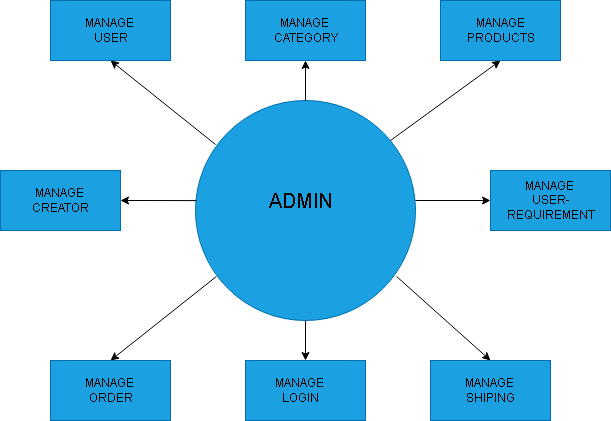 MANAGE
USER
MANAGE
CATEGORY
MANAGE
PRODUCTS
MANAGE
CREATOR
ADMIN
MANAGE
USER-
REQUIREMENT
MANAGE
ORDER
MANAGE
LOGIN
MANAGE
SHIPING